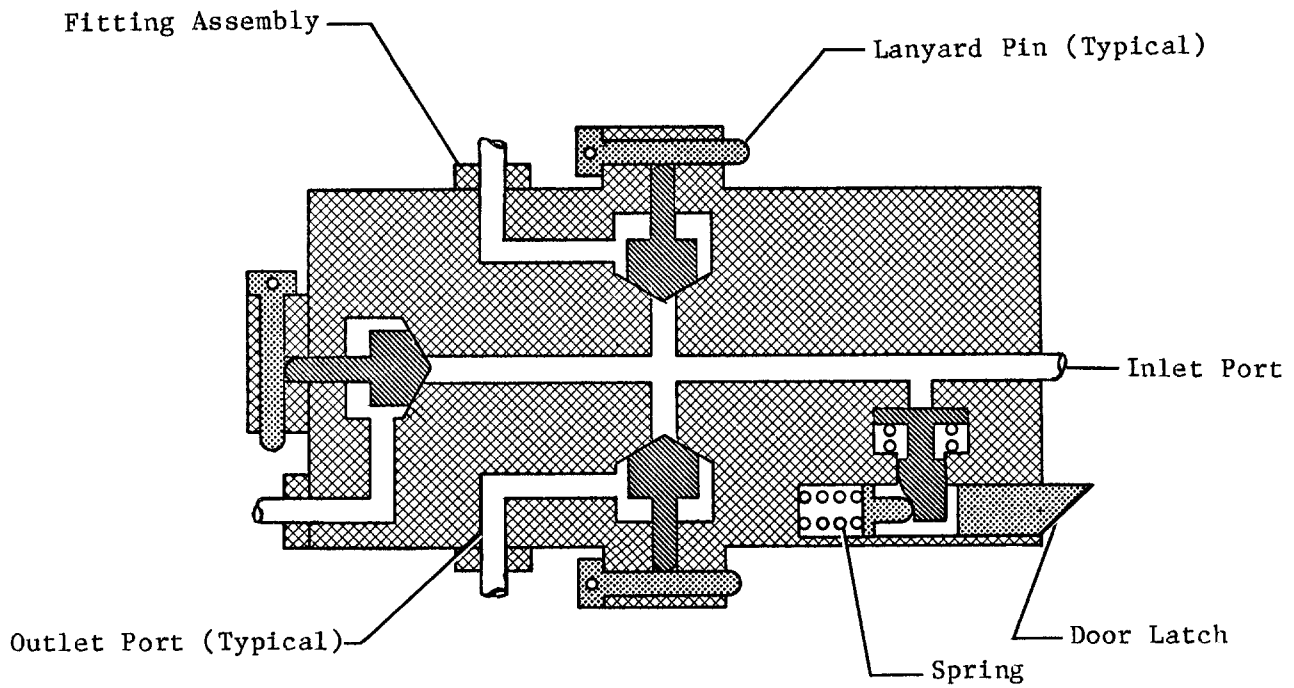 Fitting Assembly
Lanyard Pin (Typical)
Inlet Port
Outlet Port (Typical)
Door Latch
Spring